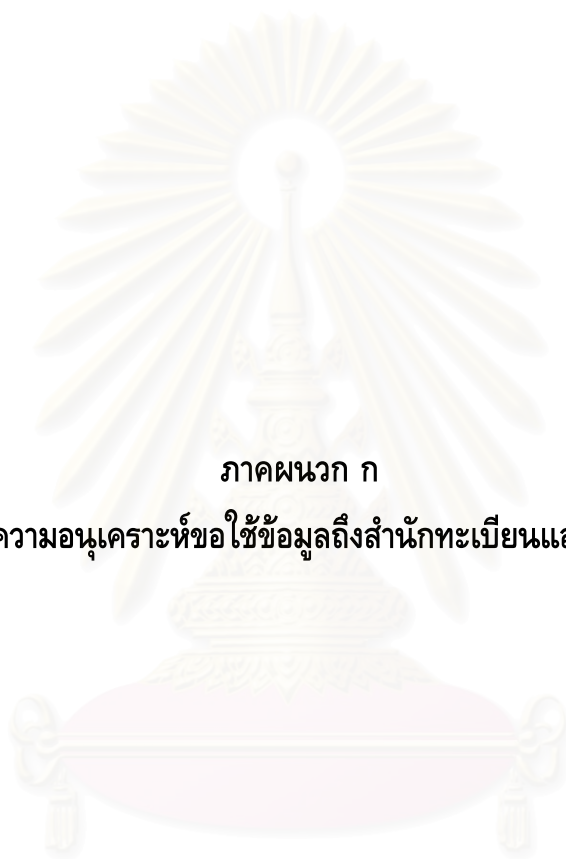 ภาคผนวก ก
ความอนุเคราะห์ขอใช้ข้อมูลถึงสำนักทะเบียนและ